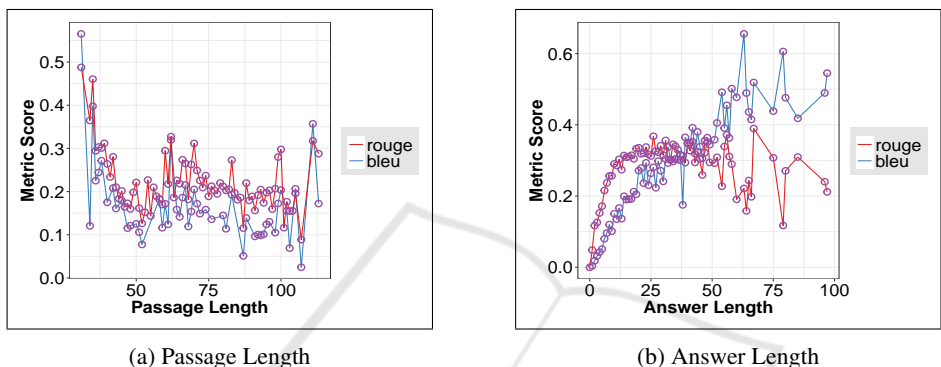 0.5
0.4
0.3
0.2
0.1
0.0
Metric Score
50 75 100
Passage Length
rouge
bleu
(a) Passage Length
0.6
0.4
0.2
0.0
Metric Score
0 25 50 75 100
Answer Length
rouge
bleu
(b) Answer Length